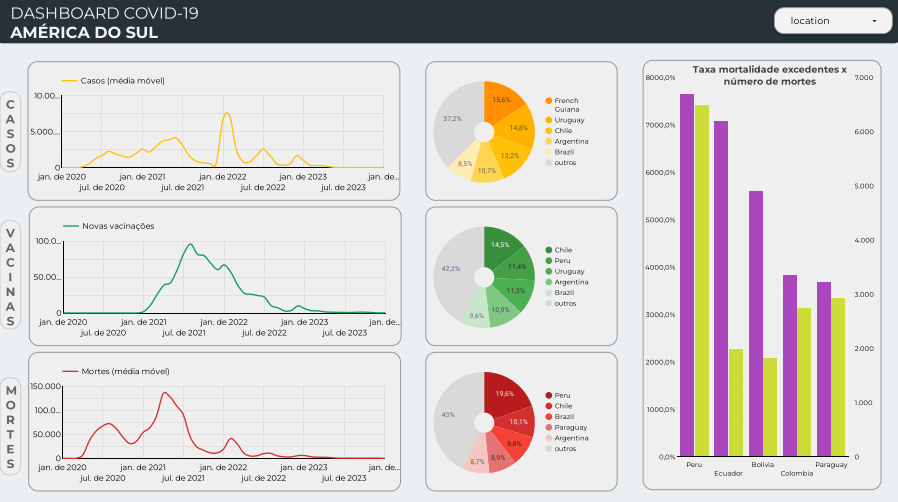 DASHBOARD COVID-19
AMÉRICA DO SUL
location
C
A
S
O
S
Casos (média móvel)
10.00...
5.000...
0
jan. de 2020
jul. de 2020
jan. de 2021
jul. de 2021
jan. de 2022
jul. de 2022
jan. de 2023
jul. de 2023
jan. de...
15,6%
14,8%
13,2%
10,7%
8,5%
37,2%
French
Guiana
Uruguay
Chile
Argentina
Brazil
outros
V
A
C
I
N
A
S
Novas vacinações
100.0...
50.00...
0
jan. de 2020
jul. de 2020
jan. de 2021
jul. de 2021
jan. de 2022
jul. de 2022
jan. de 2023
jul. de 2023
jan. de...
14,5%
11,4%
11,3%
10,9%
9,6%
42,2%
Chile
Peru
Uruguay
Argentina
Brazil
outros
M
O
R
T
E
S
Mortes (média móvel)
150.000
100.0...
50.000
0
jan. de 2020
jul. de 2020
jan. de 2021
jul. de 2021
jan. de 2022
jul. de 2022
jan. de 2023
jul. de 2023
jan. de...
19,6%
10,1%
9,8%
8,9%
8,7%
43%
Peru
Chile
Brazil
Paraguay
Argentina
outros
Taxa mortalidade excedentes x
número de mortes
8000,0%
7000,0%
6000,0%
5000,0%
4000,0%
3000,0%
2000,0%
1000,0%
0,0%
7000
6000
5.000
4.000
3.000
2.000
1.000
0
Peru
Ecuador
Bolivia
Colombia
Paraguay